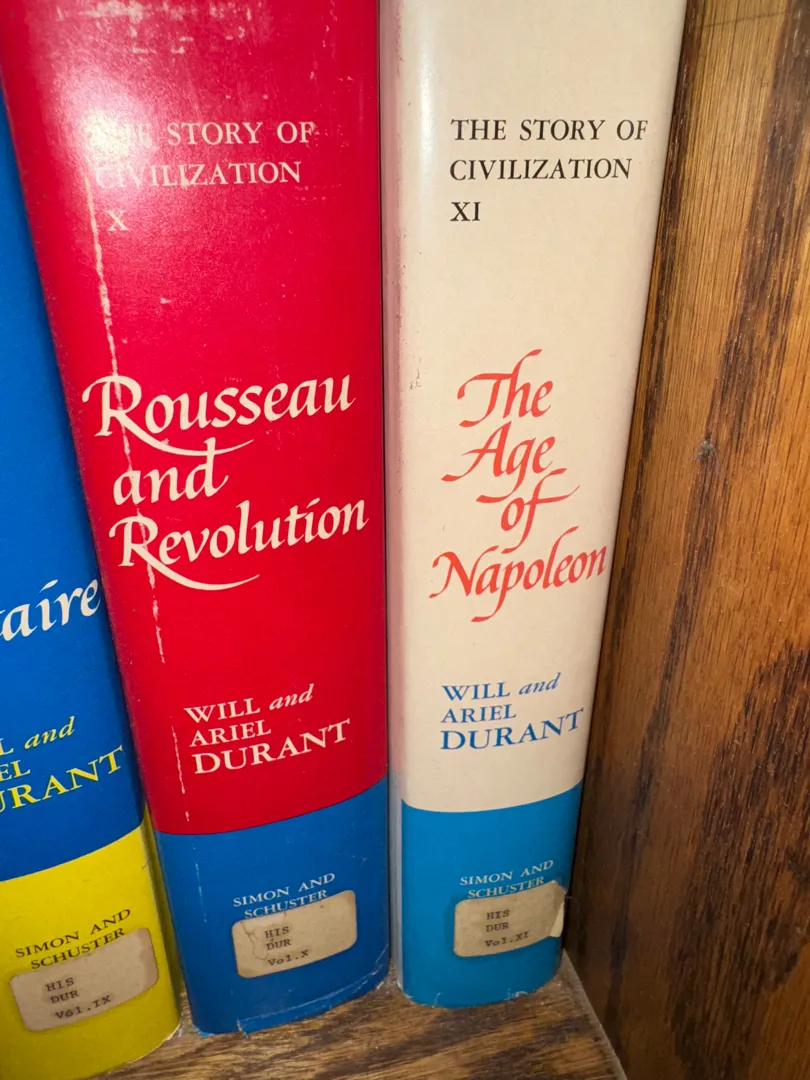 aire
L and
EL
URANT
SIMON AND
SCHUSTER
HIS
DUR
Vol.IX
THE STORY OF
CIVILIZATION
X
Rousseau
and
Revolution
WILL and
ARIEL
DURANT
SIMON AND
SCHUSTER
HIS
DUR
Vol.X
THE STORY OF
CIVILIZATION
XI
The
Age
of
Napoleon
WILL and
ARIEL
DURANT
SIMON AND
SCHUSTER
HIS
DUR
Vol.XI